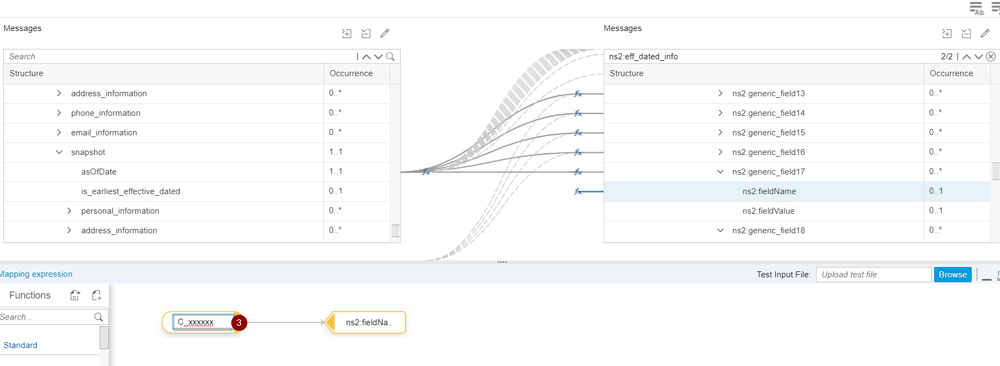 Ab
Messages
Messages
Search
ns2:eff_dated_info 2/2
Structure Occurrence
Structure Occurrence
address_information 0..*
ns2:generic_field13 0..*
phone_information 0..*
ns2:generic_field14 0..*
email_information 0..*
ns2:generic_field15 0..*
snapshot 1..1
ns2:generic_field16 0..*
asOfDate 1..1
ns2:generic_field17 0..*
is_earliest_effective_dated 0..1
ns2:fieldName 0..1
personal_information 0..*
ns2:fieldValue 0..1
address_information 0..*
ns2:generic_field18 0..*
fx
fx
fx
fx
fx
fx
fx
Mapping expression
Test Input File: Upload test file Browse
Functions
Search...
Standard
C_xxxxxx 3
ns2:fieldNa..